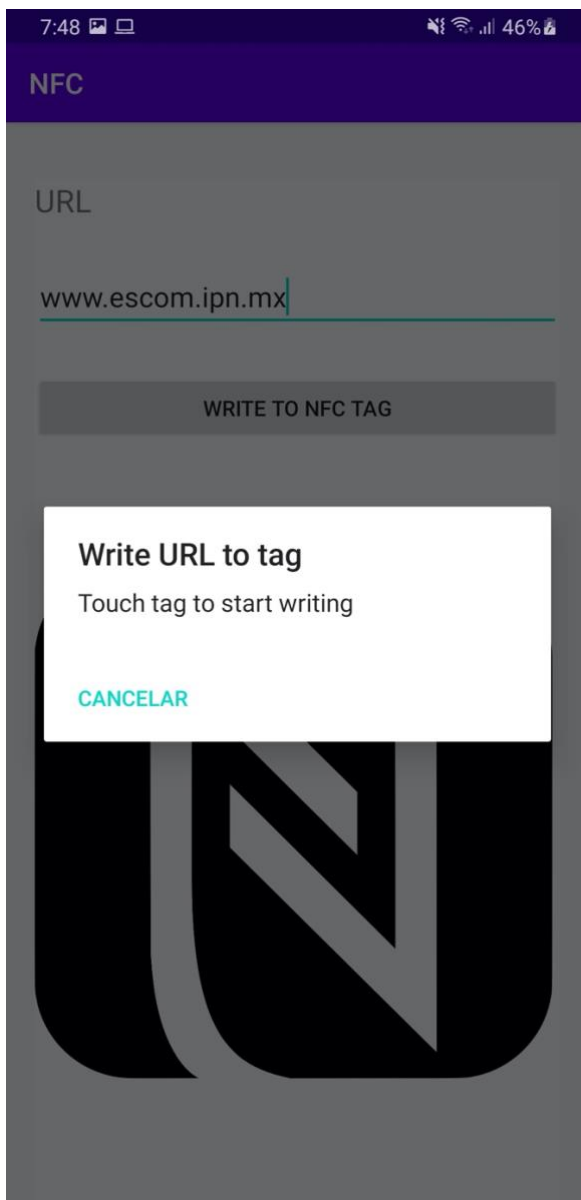 7:48 46%
NFC
URL
www.escom.ipn.mx
WRITE TO NFC TAG
Write URL to tag
Touch tag to start writing
CANCELAR